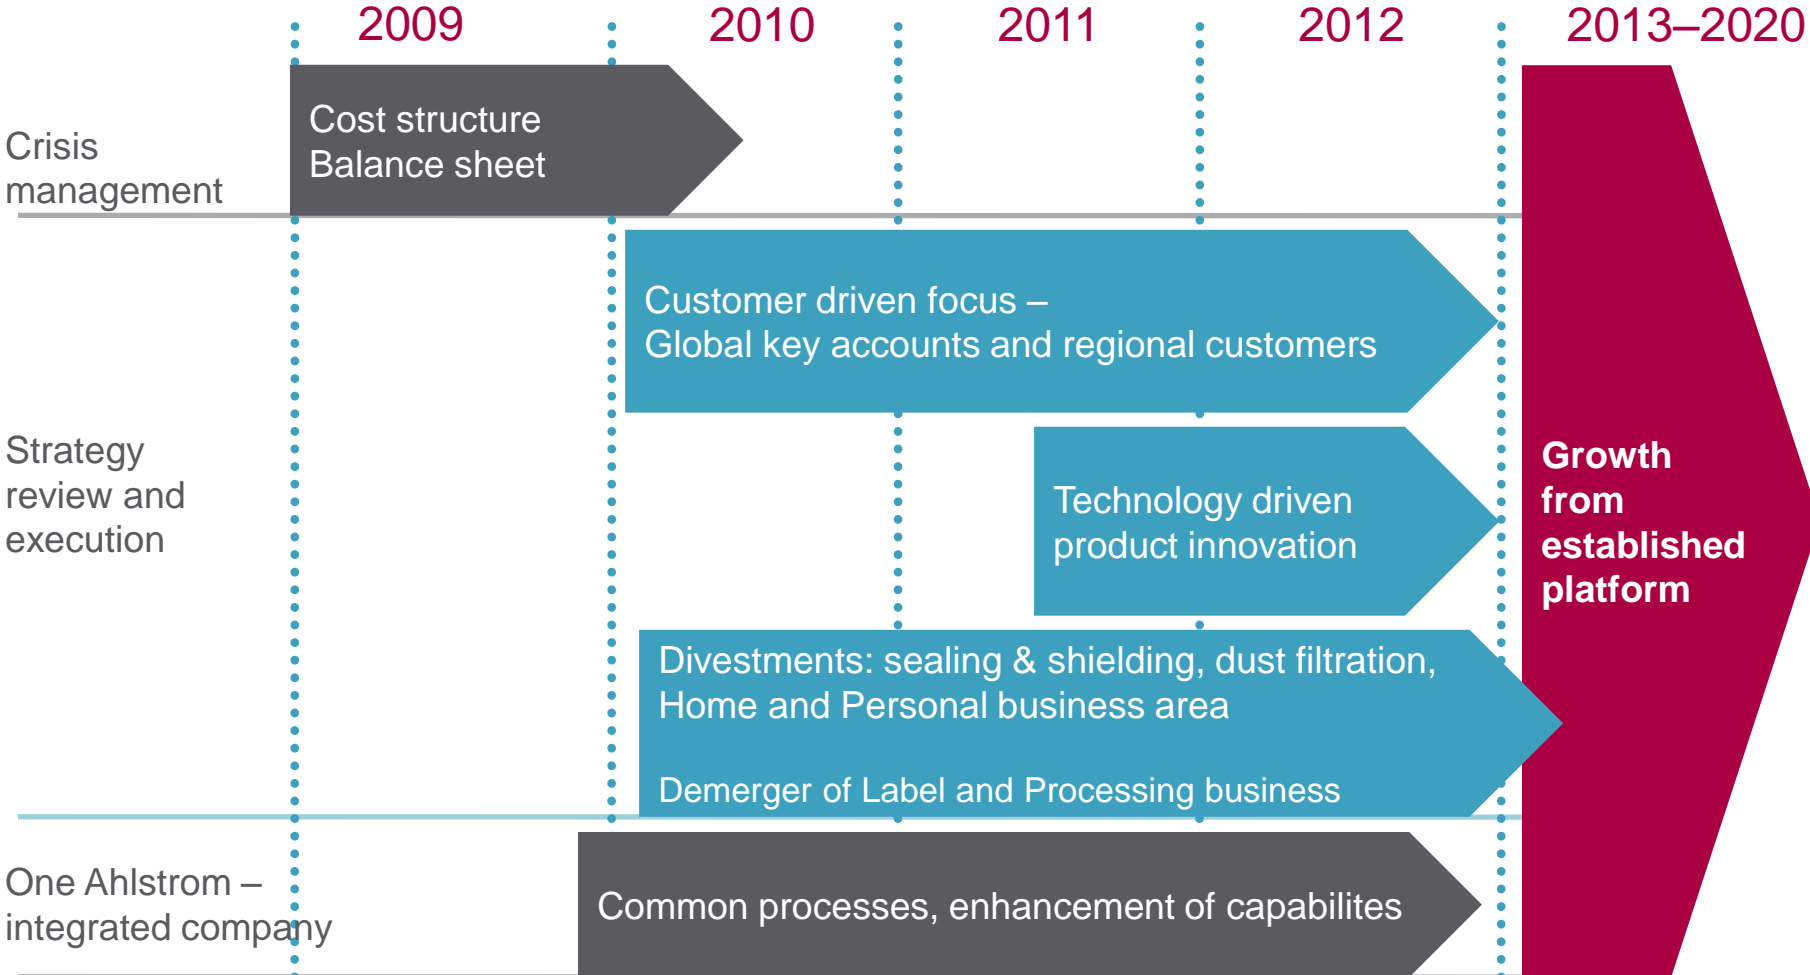 2009 2010 2011 2012 2013–2020
Crisis
management
Cost structure
Balance sheet
Strategy
review and
execution
Customer driven focus –
Global key accounts and regional customers
Technology driven
product innovation
Divestments: sealing & shielding, dust filtration,
Home and Personal business area
Demerger of Label and Processing business
One Ahlstrom –
integrated company
Common processes, enhancement of capabilites
Growth
from
established
platform